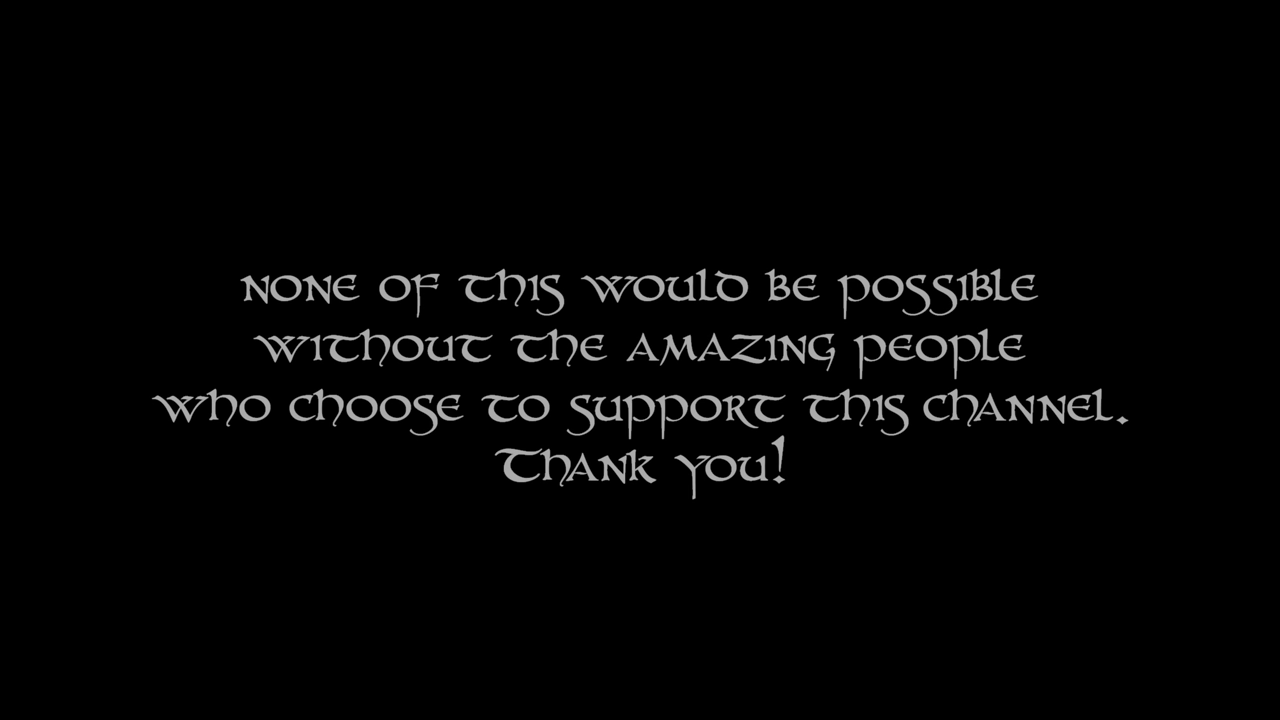 none of this would be possible
without the amazing people
who choose to support this channel.
Thank you!